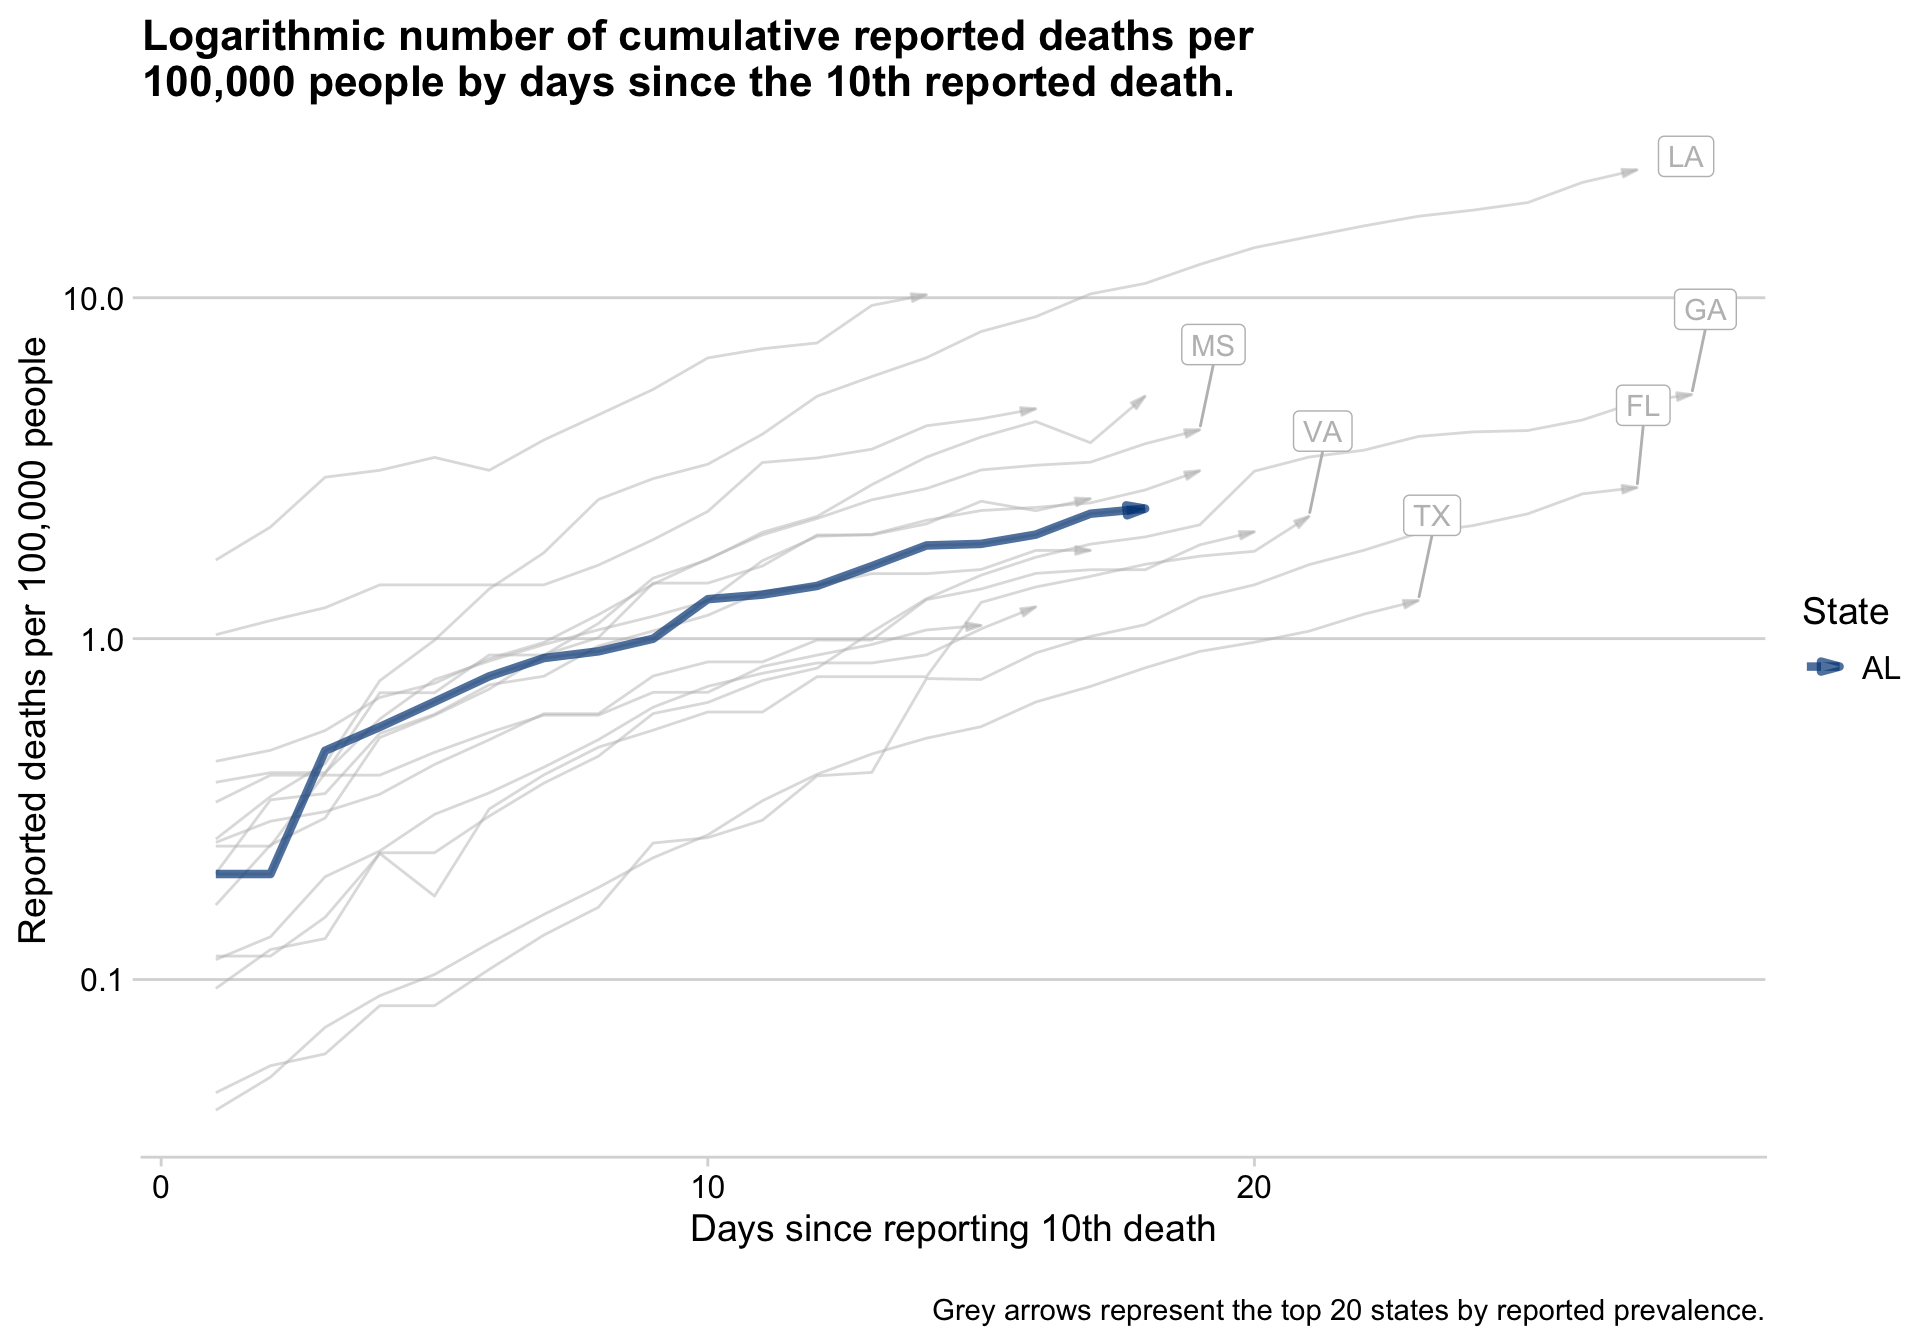 Logarithmic number of cumulative reported deaths per
100,000 people by days since the 10th reported death.
LA
10.0
GA
MS
FL
VA
TX
Reported deaths per 100,000 people
1.0
State
AL
0.1
0
10
20
Days since reporting 10th death
Grey arrows represent the top 20 states by reported prevalence.